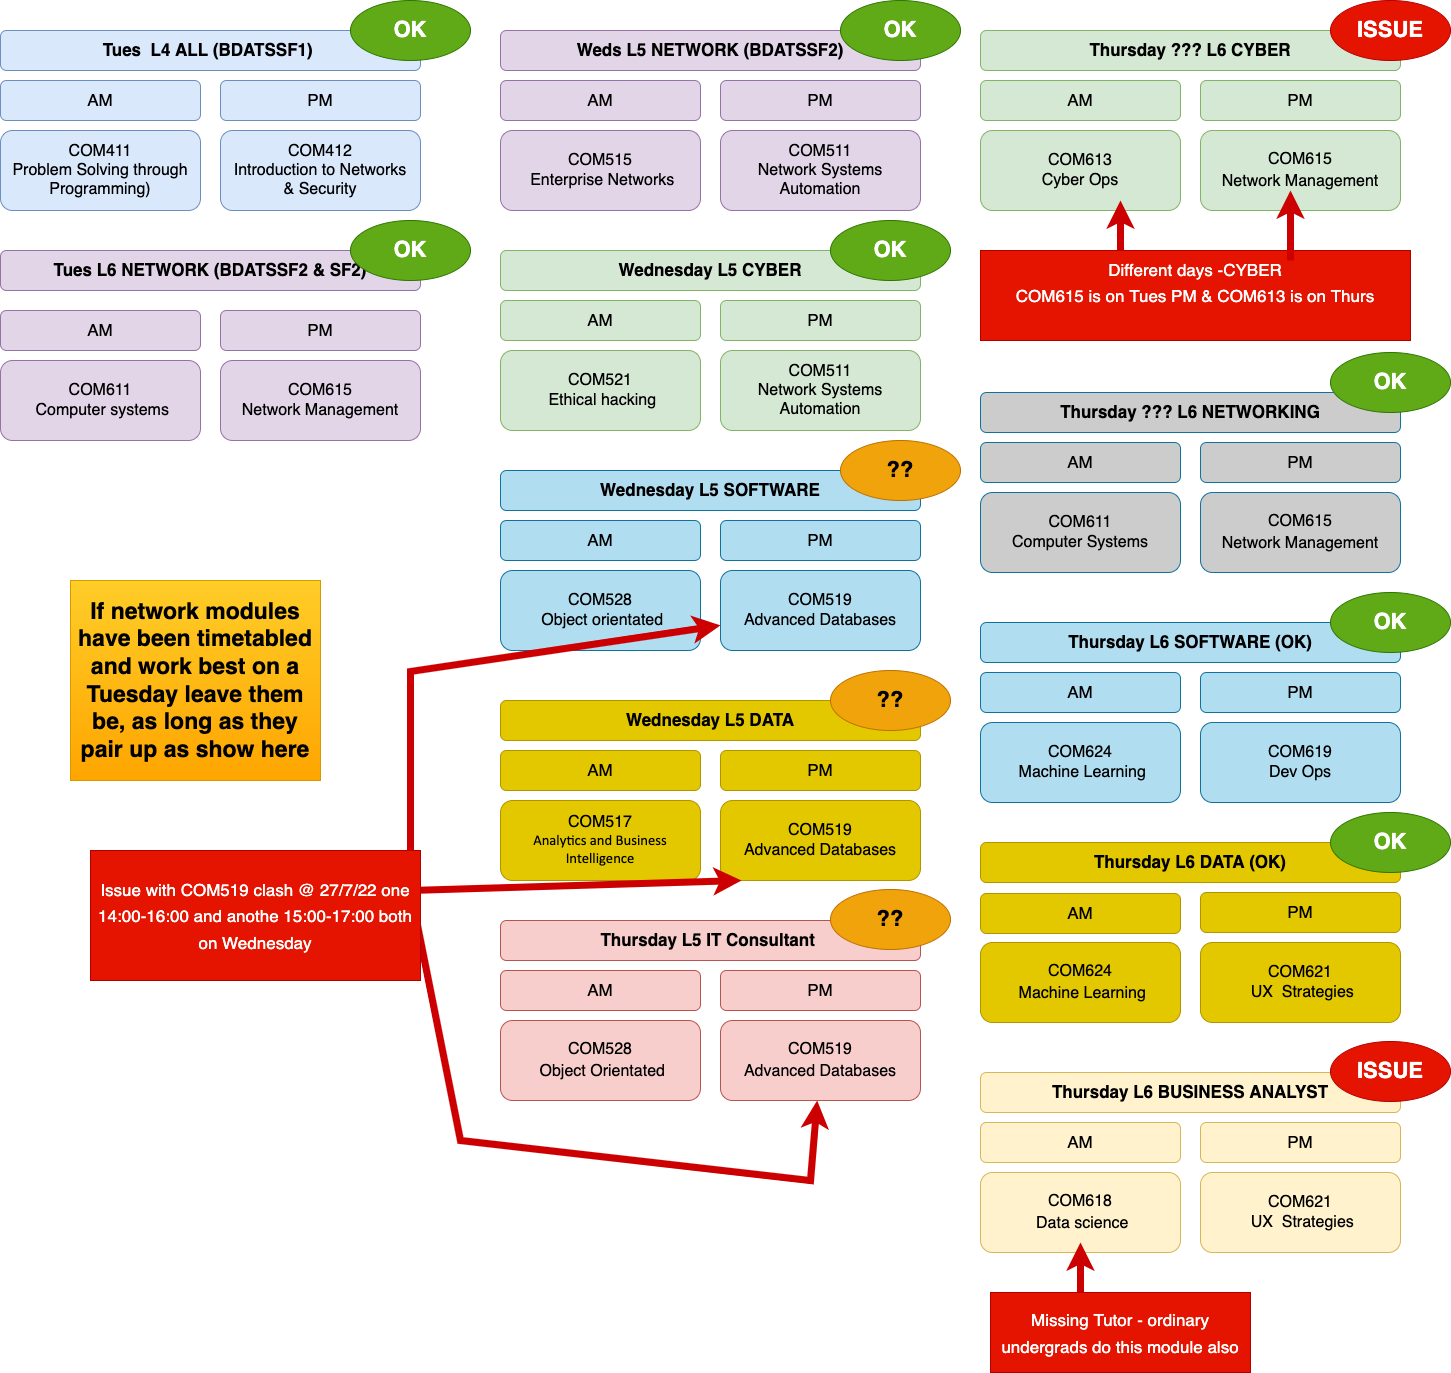 OK
Tues  L4 ALL (BDATSSF1)
AM
PM
COM411
Problem Solving through
Programming)
COM412
Introduction to Networks
& Security
OK
Tues L6 NETWORK (BDATSSF2 & SF2)
AM
PM
COM611
Computer systems
COM615
Network Management
If network modules
have been timetabled
and work best on a
Tuesday leave them
be, as long as they
pair up as show here
Issue with COM519 clash @ 27/7/22 one
14:00-16:00 and anothe 15:00-17:00 both
on Wednesday
OK
Weds L5 NETWORK (BDATSSF2)
AM
PM
COM515
Enterprise Networks
COM511
Network Systems
Automation
OK
Wednesday L5 CYBER
AM
PM
COM521
Ethical hacking
COM511
Network Systems
Automation
??
Wednesday L5 SOFTWARE
AM
PM
COM528
Object orientated
COM519
Advanced Databases
??
Wednesday L5 DATA
AM
PM
COM517
Analytics and Business
Intelligence
COM519
Advanced Databases
??
Thursday L5 IT Consultant
AM
PM
COM528
Object Orientated
COM519
Advanced Databases
ISSUE
Thursday ??? L6 CYBER
AM
PM
COM613
Cyber Ops
COM615
Network Management
Different days -CYBER
COM615 is on Tues PM & COM613 is on Thurs
OK
Thursday ??? L6 NETWORKING
AM
PM
COM611
Computer Systems
COM615
Network Management
OK
Thursday L6 SOFTWARE (OK)
AM
PM
COM624
Machine Learning
COM619
Dev Ops
OK
Thursday L6 DATA (OK)
AM
PM
COM624
Machine Learning
COM621
UX  Strategies
ISSUE
Thursday L6 BUSINESS ANALYST
AM
PM
COM618
Data science
COM621
UX  Strategies
Missing Tutor - ordinary
undergrads do this module also